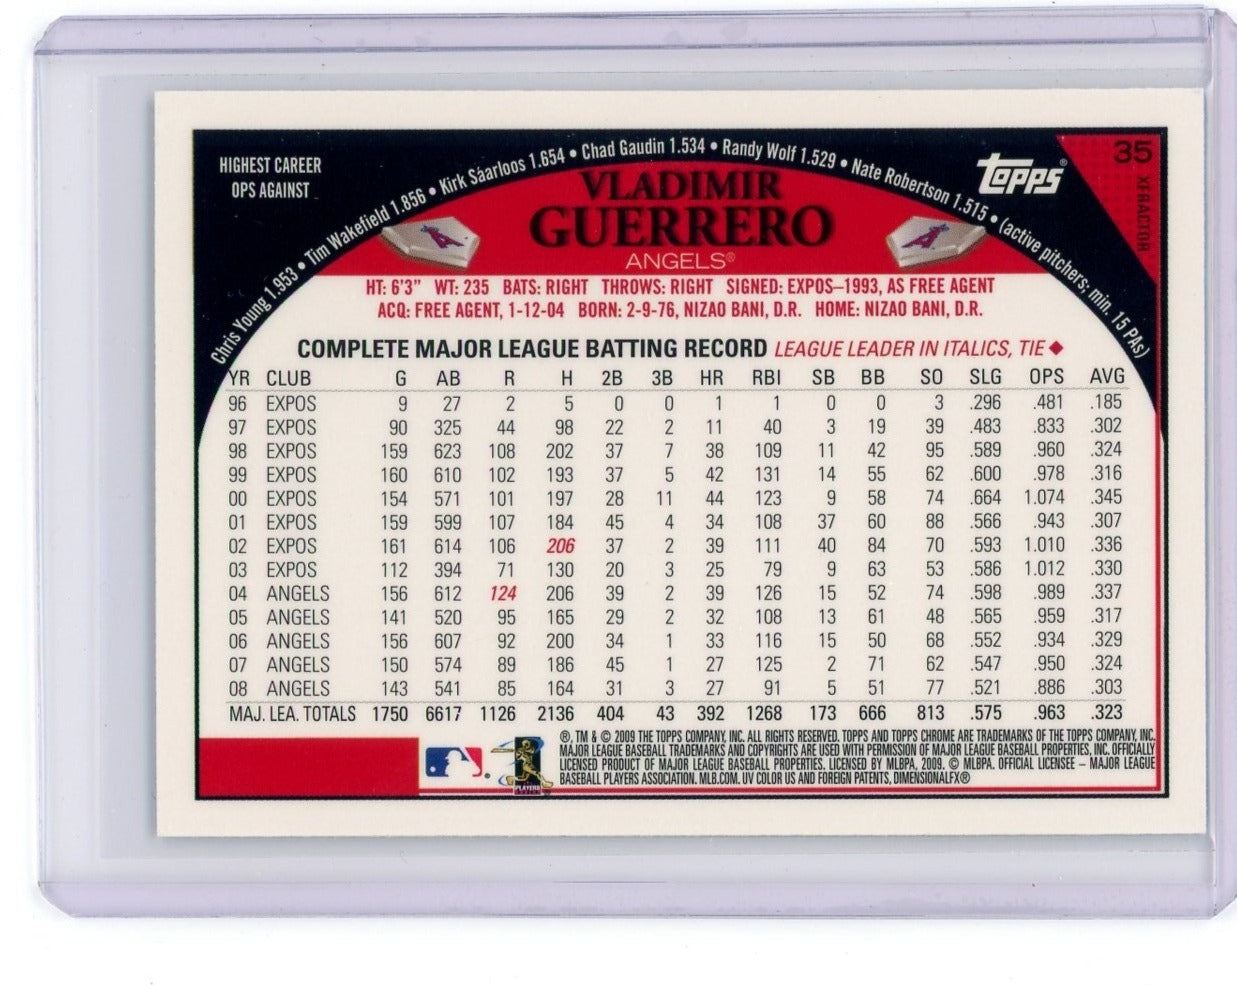 HIGHEST CAREER
OPS AGAINST
Chris Young 1.953 • Tim Wakefield 1.856 • Kirk Sáarloos 1.654 • Chad Gaudin 1.534 • Randy Wolf 1.529 • Nate Robertson 1.515 • (active pitchers; min. 15 PAs)
topps®
35
XFRACTOR
VLADIMIR
GUERRERO
ANGELS®
HT: 6'3" WT: 235 BATS: RIGHT THROWS: RIGHT SIGNED: EXPOS–1993, AS FREE AGENT
ACQ: FREE AGENT, 1-12-04 BORN: 2-9-76, NIZAO BANI, D.R. HOME: NIZAO BANI, D.R.
COMPLETE MAJOR LEAGUE BATTING RECORD LEAGUE LEADER IN ITALICS, TIE ◆
YR CLUB G AB R H 2B 3B HR RBI SB BB SO SLG OPS AVG
96 EXPOS 9 27 2 5 0 0 1 1 0 0 3 .296 .481 .185
97 EXPOS 90 325 44 98 22 2 11 40 3 19 39 .483 .833 .302
98 EXPOS 159 623 108 202 37 7 38 109 11 42 95 .589 .960 .324
99 EXPOS 160 610 102 193 37 5 42 131 14 55 62 .600 .978 .316
00 EXPOS 154 571 101 197 28 11 44 123 9 58 74 .664 1.074 .345
01 EXPOS 159 599 107 184 45 4 34 108 37 60 88 .566 .943 .307
02 EXPOS 161 614 106 206 37 2 39 111 40 84 70 .593 1.010 .336
03 EXPOS 112 394 71 130 20 3 25 79 9 63 53 .586 1.012 .330
04 ANGELS 156 612 124 206 39 2 39 126 15 52 74 .598 .989 .337
05 ANGELS 141 520 95 165 29 2 32 108 13 61 48 .565 .959 .317
06 ANGELS 156 607 92 200 34 1 33 116 15 50 68 .552 .934 .329
07 ANGELS 150 574 89 186 45 1 27 125 2 71 62 .547 .950 .324
08 ANGELS 143 541 85 164 31 3 27 91 5 51 77 .521 .886 .303
MAJ. LEA. TOTALS 1750 6617 1126 2136 404 43 392 1268 173 666 813 .575 .963 .323
®, TM & © 2009 THE TOPPS COMPANY, INC. ALL RIGHTS RESERVED. TOPPS AND TOPPS CHROME ARE TRADEMARKS OF THE TOPPS COMPANY, INC.
MAJOR LEAGUE BASEBALL TRADEMARKS AND COPYRIGHTS ARE USED WITH PERMISSION OF MAJOR LEAGUE BASEBALL PROPERTIES, INC. OFFICIALLY
LICENSED PRODUCT OF MAJOR LEAGUE BASEBALL PROPERTIES. LICENSED BY MLBPA, 2009. © MLBPA. OFFICIAL LICENSEE – MAJOR LEAGUE
BASEBALL PLAYERS ASSOCIATION. MLB.COM. UV COLOR US AND FOREIGN PATENTS, DIMENSIONALFX®
PLAYERS